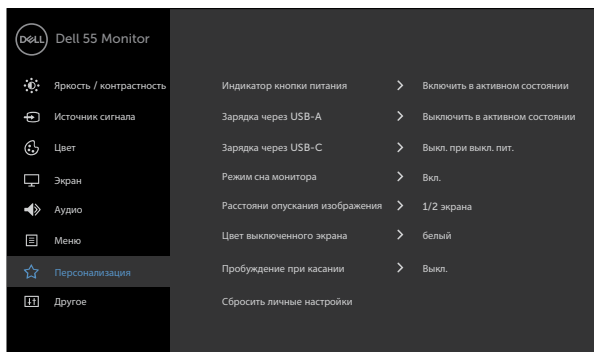 DELL
Dell 55 Monitor
Яркость / контрастность
Источник сигнала
Цвет
Экран
Аудио
Меню
Персонализация
Другое
Индикатор кнопки питания Включить в активном состоянии
Зарядка через USB-A Выключить в активном состоянии
Зарядка через USB-C Выкл. при выкл. пит.
Режим сна монитора Вкл.
Расстояни опускания изображения 1/2 экрана
Цвет выключенного экрана белый
Пробуждение при касании Выкл.
Сбросить личные настройки